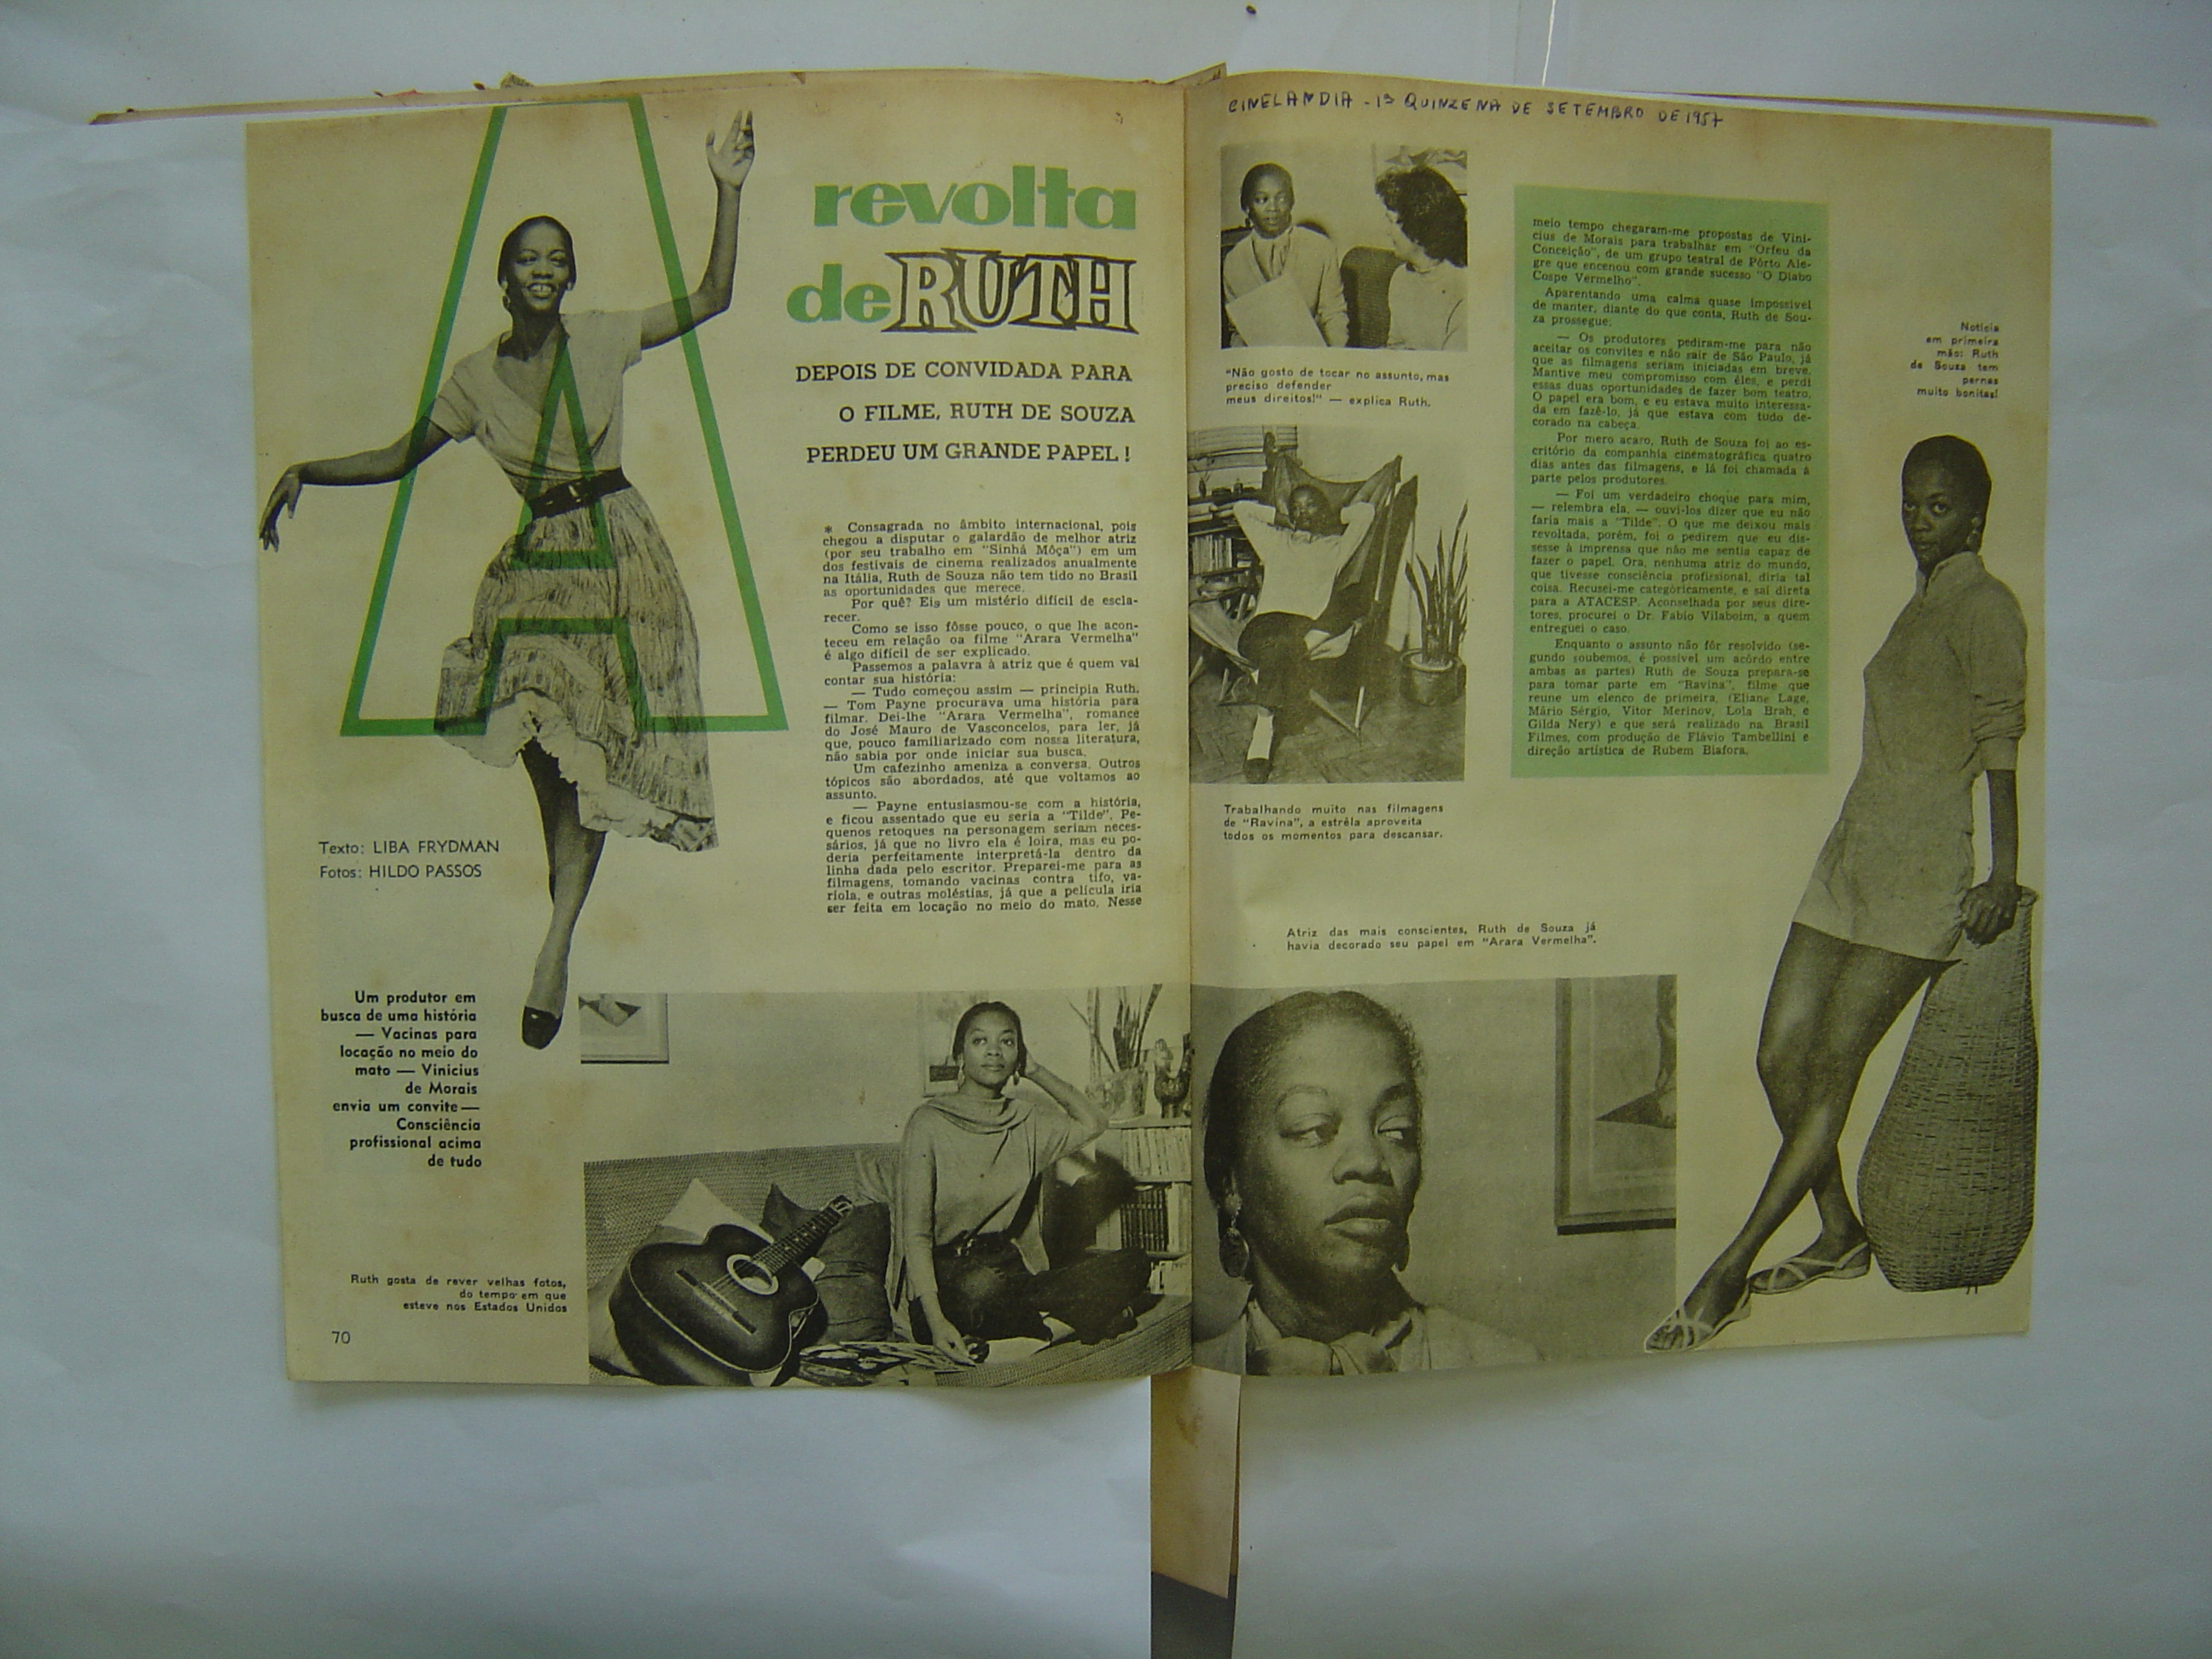 A
revolta
de RUTH
DEPOIS DE CONVIDADA PARA
O FILME, RUTH DE SOUZA
PERDEU UM GRANDE PAPEL!
* Consagrada no âmbito internacional, pois
chegou a disputar o galardão de melhor atriz
(por seu trabalho em "Sinhá Môça") em um
dos festivais de cinema realizados anualmente
na Itália, Ruth de Souza não tem tido no Brasil
as oportunidades que merece.
Por quê? Eis um mistério difícil de escla-
recer.
Como se isso fôsse pouco, o que lhe acon-
teceu em relação oa filme "Arara Vermelha"
é algo difícil de ser explicado.
Passemos a palavra à atriz que é quem vai
contar sua história:
— Tudo começou assim — principia Ruth.
— Tom Payne procurava uma história para
filmar. Dei-lhe "Arara Vermelha", romance
do José Mauro de Vasconcelos, para ler, já
que, pouco familiarizado com nossa literatura,
não sabia por onde iniciar sua busca.
Um cafezinho ameniza a conversa. Outros
tópicos são abordados, até que voltamos ao
assunto.
— Payne entusiasmou-se com a história,
e ficou assentado que eu seria a "Tilde". Pe-
quenos retoques na personagem seriam neces-
sários, já que no livro ela é loira, mas eu po-
deria perfeitamente interpretá-la dentro da
linha dada pelo escritor. Preparei-me para as
filmagens, tomando vacinas contra tifo, va-
ríola, e outras moléstias, já que a película iria
ser feita em locação no meio do mato. Nesse
Texto: LIBA FRYDMAN
Fotos: HILDO PASSOS
Um produtor em
busca de uma história
— Vacinas para
locação no meio do
mato — Vinicius
de Morais
envia um convite —
Consciência
profissional acima
de tudo
Ruth gosta de rever velhas fotos,
do tempo em que
esteve nos Estados Unidos
70
CINELANDIA - 1ª QUINZENA DE SETEMBRO DE 1957
"Não gosto de tocar no assunto, mas
preciso defender
meus direitos!" — explica Ruth.
Trabalhando muito nas filmagens
de "Ravina", a estrêla aproveita
todos os momentos para descansar.
Atriz das mais conscientes, Ruth de Souza já
havia decorado seu papel em "Arara Vermelha".
meio tempo chegaram-me propostas de Viní-
cius de Morais para trabalhar em "Orfeu da
Conceição", de um grupo teatral de Pôrto Ale-
gre que encenou com grande sucesso "O Diabo
Cospe Vermelho".
Aparentando uma calma quase impossível
de manter, diante do que conta, Ruth de Sou-
za prossegue:
— Os produtores pediram-me para não
aceitar os convites e não sair de São Paulo, já
que as filmagens seriam iniciadas em breve.
Mantive meu compromisso com êles, e perdi
essas duas oportunidades de fazer bom teatro.
O papel era bom, e eu estava muito interessa-
da em fazê-lo, já que estava com tudo de-
corado na cabeça.
Por mero acaro, Ruth de Souza foi ao es-
critório da companhia cinematográfica quatro
dias antes das filmagens, e lá foi chamada à
parte pelos produtores.
— Foi um verdadeiro choque para mim,
— relembra ela, — ouvi-los dizer que eu não
faria mais a "Tilde". O que me deixou mais
revoltada, porém, foi o pedirem que eu dis-
sesse à imprensa que não me sentia capaz de
fazer o papel. Ora, nenhuma atriz do mundo,
que tivesse consciência profissional, diria tal
coisa. Recusei-me categòricamente, e saí direta
para a ATACESP. Aconselhada por seus dire-
tores, procurei o Dr. Fabio Vilaboim, a quem
entreguei o caso.
Enquanto o assunto não fôr resolvido (se-
gundo soubemos, é possível um acôrdo entre
ambas as partes) Ruth de Souza prepara-se
para tomar parte em "Ravina", filme que
reune um elenco de primeira, (Eliane Lage,
Mário Sérgio, Vitor Merinov, Lola Brah, e
Gilda Nery) e que será realizado na Brasil
Filmes, com produção de Flávio Tambellini e
direção artística de Rubem Biafora.
Notícia
em primeira
mão: Ruth
de Souza tem
pernas
muito bonitas!